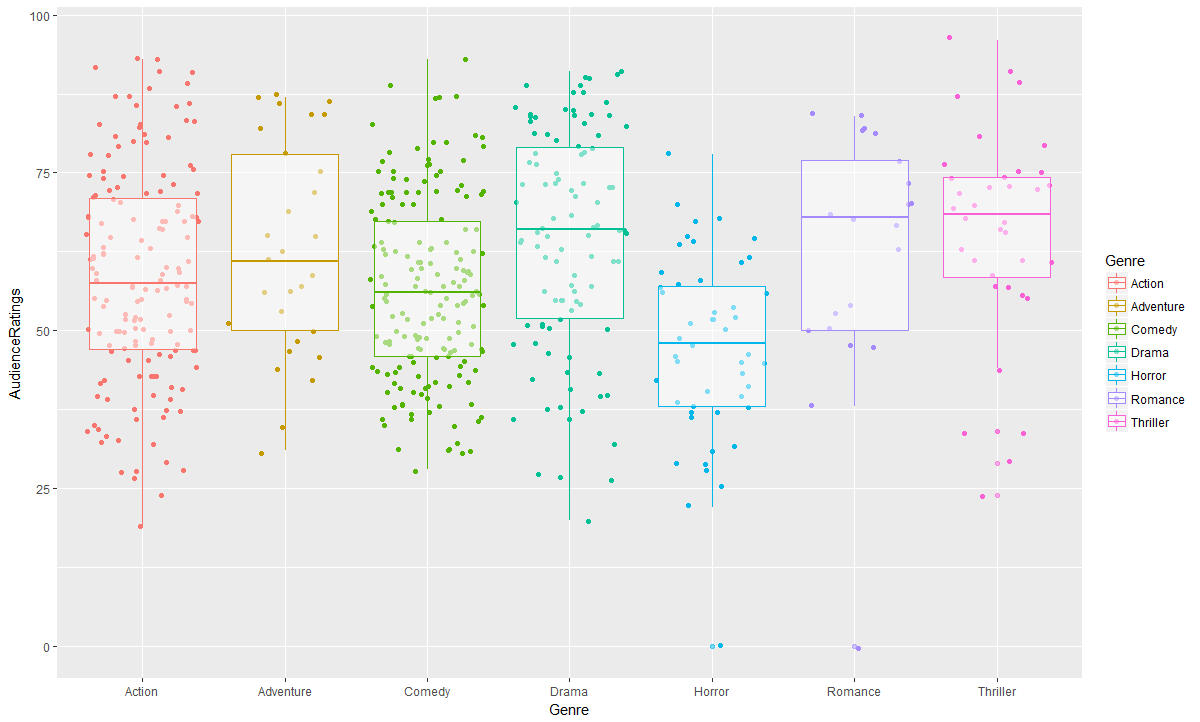 100
75
50
25
0
AudienceRatings
Action
Adventure
Comedy
Drama
Horror
Romance
Thriller
Genre
Genre
Action
Adventure
Comedy
Drama
Horror
Romance
Thriller